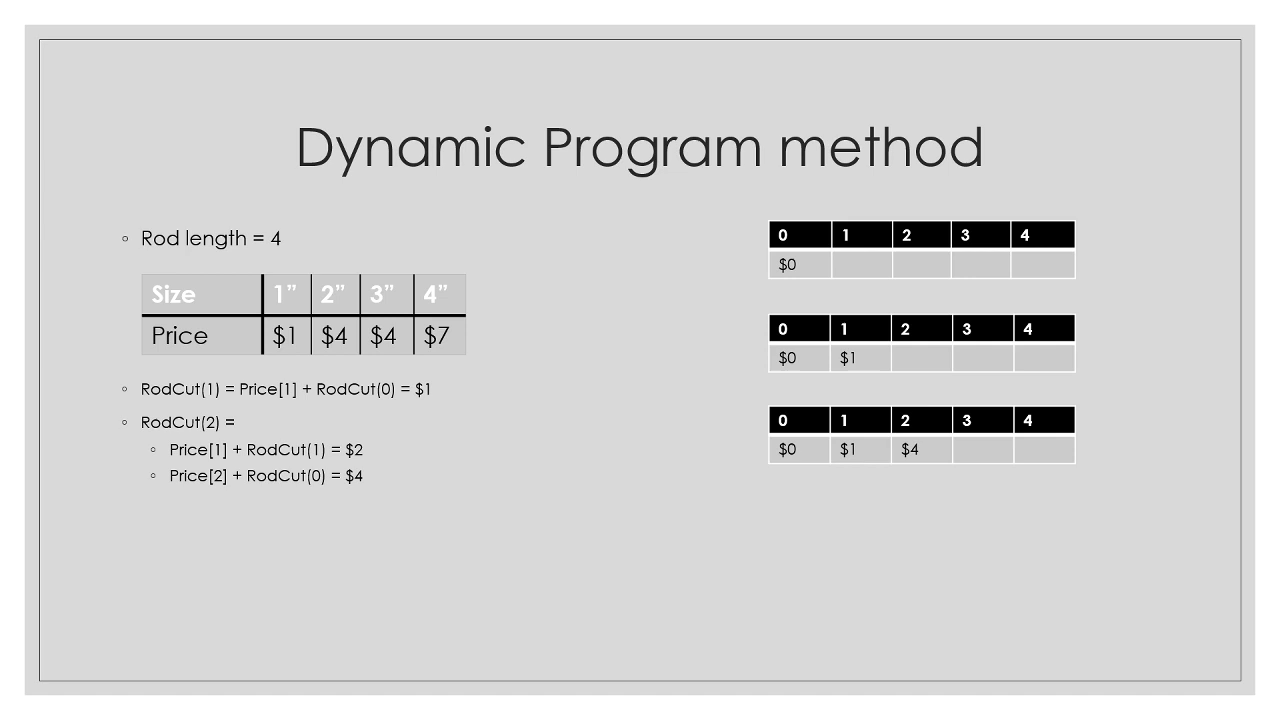 Dynamic Program method
◦ Rod length = 4
Size 1” 2” 3” 4”
Price $1 $4 $4 $7
◦ RodCut(1) = Price[1] + RodCut(0) = $1
◦ RodCut(2) =
◦ Price[1] + RodCut(1) = $2
◦ Price[2] + RodCut(0) = $4
0 1 2 3 4
$0
0 1 2 3 4
$0 $1
0 1 2 3 4
$0 $1 $4